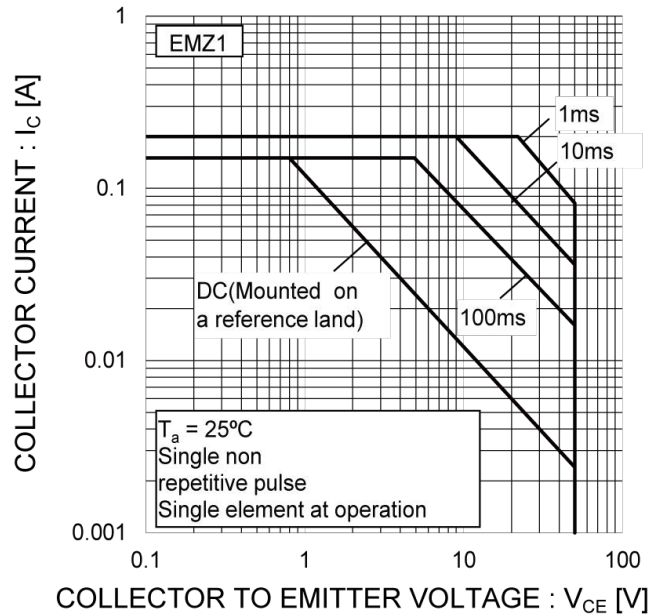 1
EMZ1
1ms
10ms
0.1
DC(Mounted on
a reference land)
100ms
0.01
Ta = 25ºC
Single non
repetitive pulse
Single element at operation
0.001
0.1 1 10 100
COLLECTOR CURRENT : IC [A]
COLLECTOR TO EMITTER VOLTAGE : VCE [V]